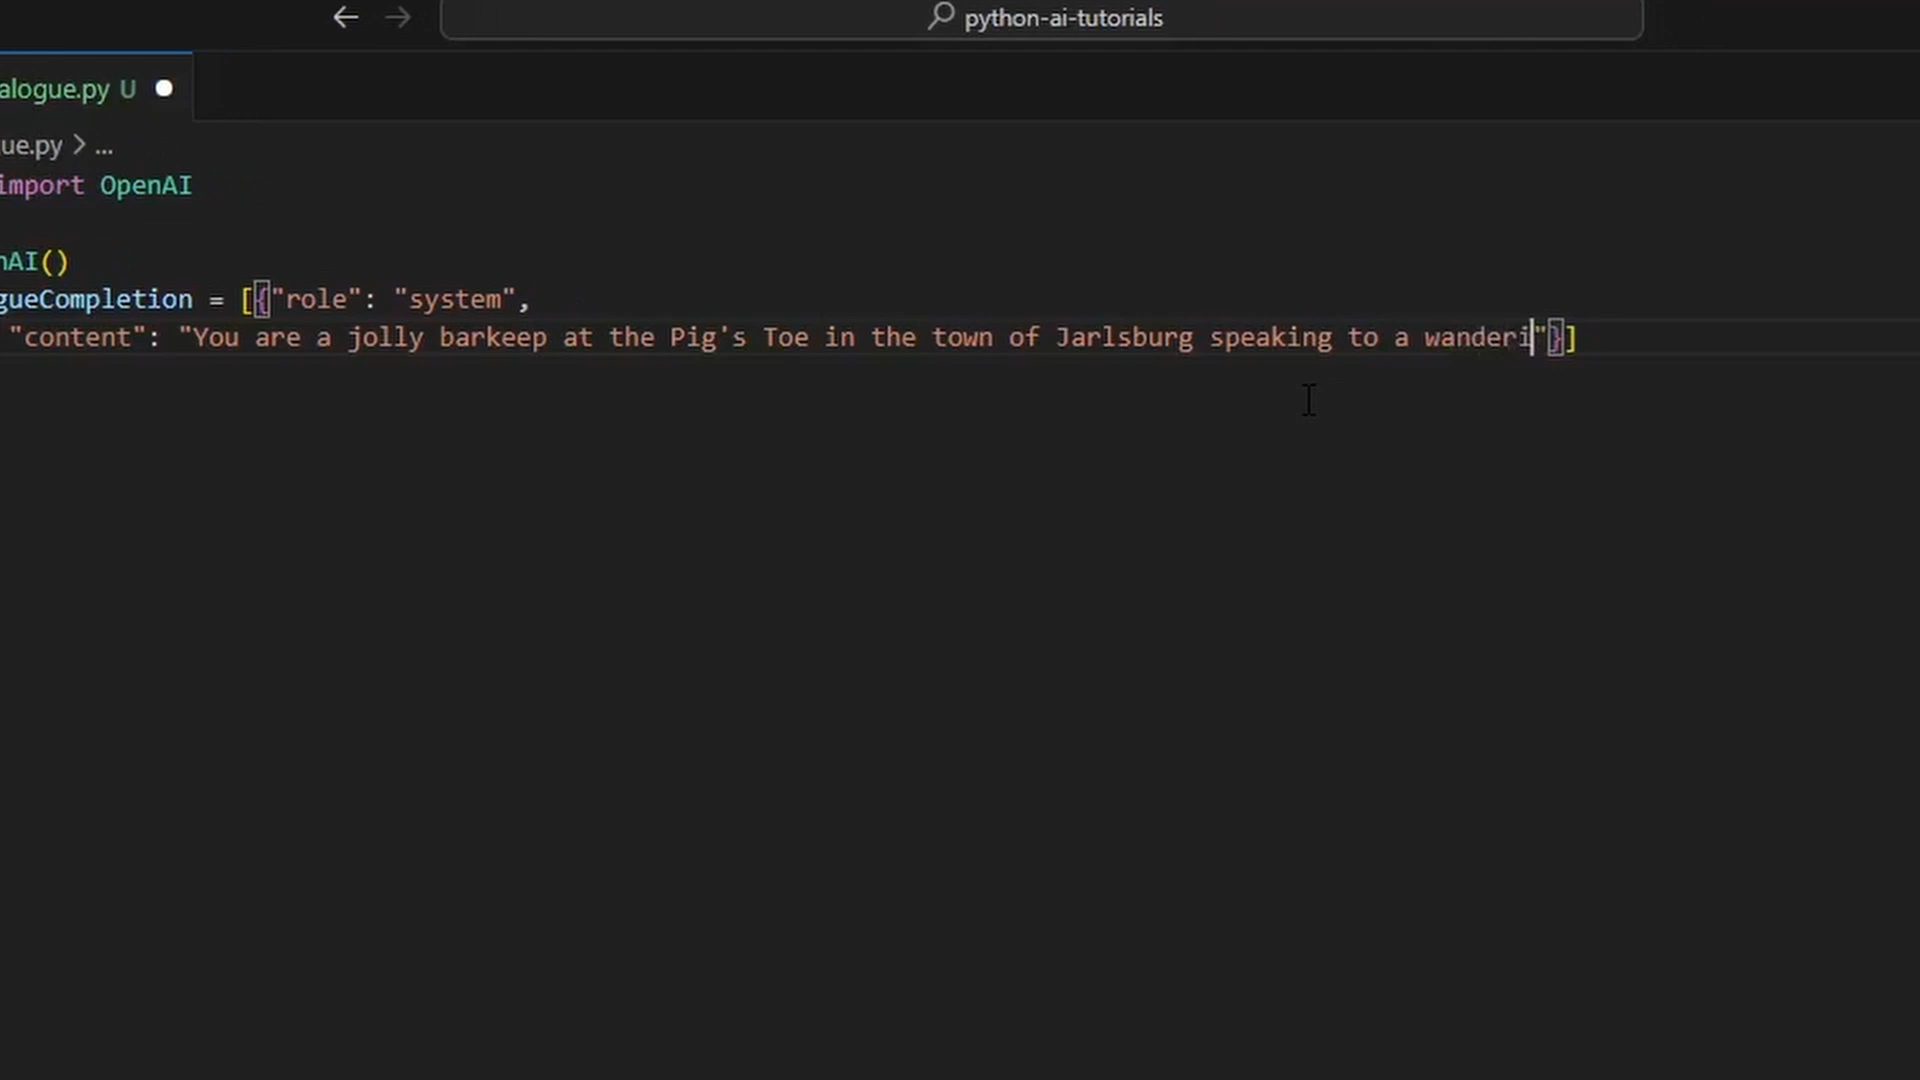 python-ai-tutorials
alogue.py U
ue.py > ...
import OpenAI
nAI()
gueCompletion = [{"role": "system",
"content": "You are a jolly barkeep at the Pig's Toe in the town of Jarlsburg speaking to a wanderi"}]